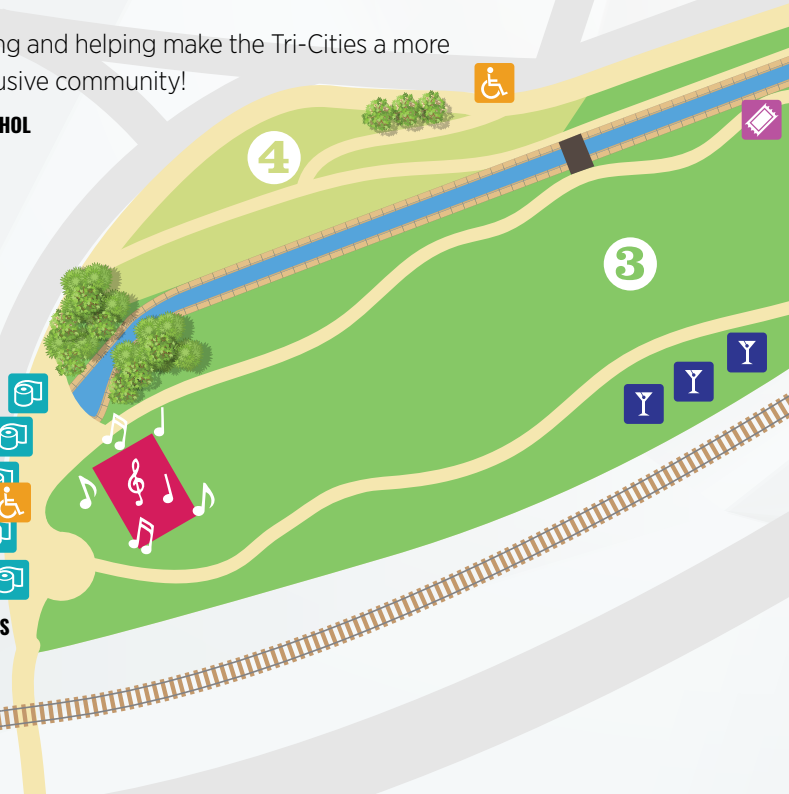 ng and helping make the Tri-Cities a more
usive community!
HOL
4
3
S